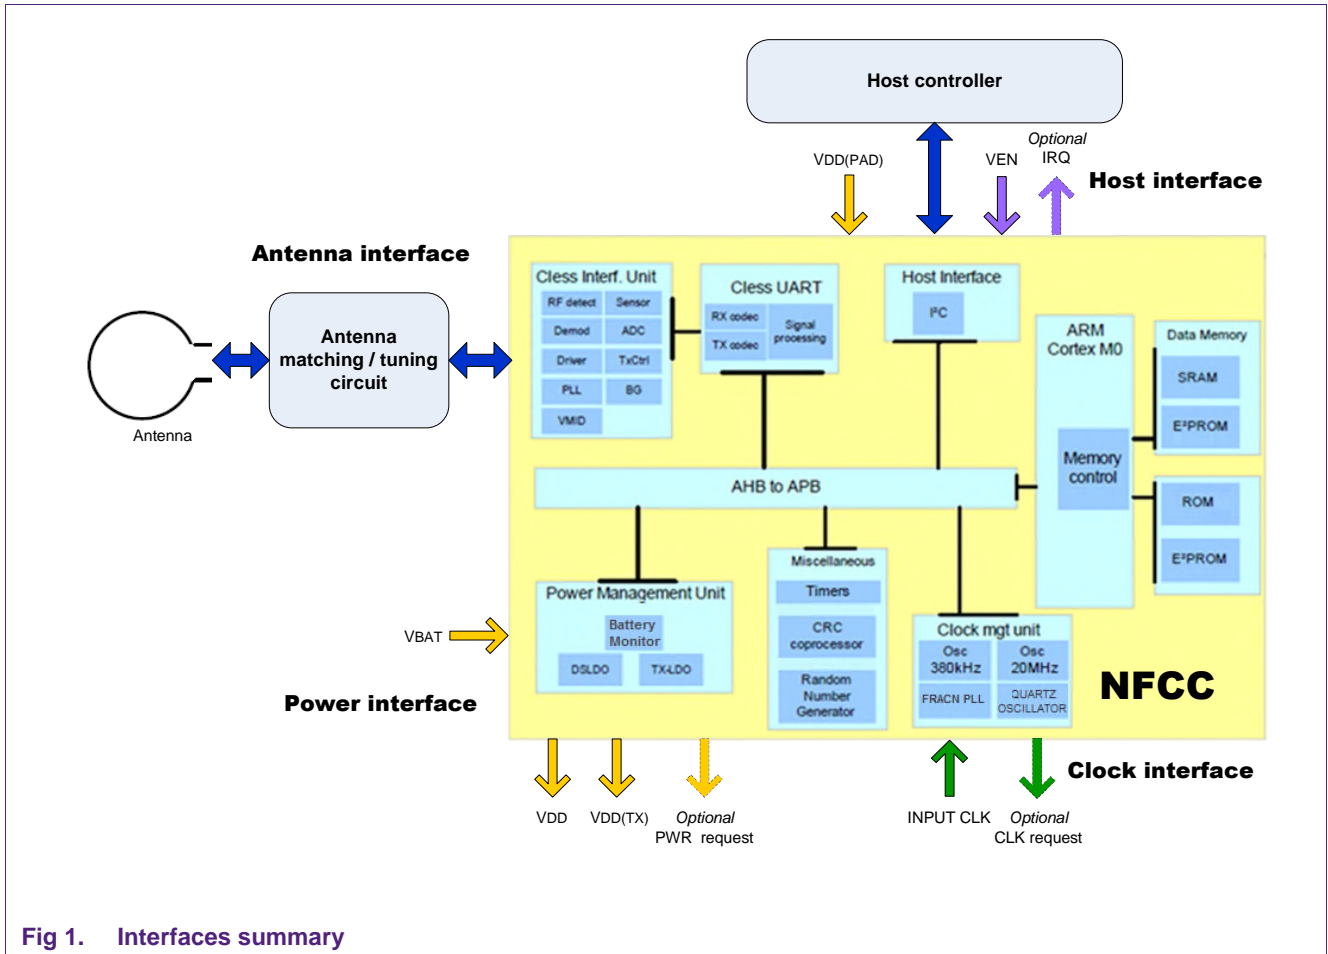 Host controller
VDD(PAD)
VEN
Optional
IRQ
Host interface
Antenna interface
Antenna
matching / tuning
circuit
Antenna
Cless Interf. Unit
RF detect
Sensor
Demod
ADC
Driver
TxCtrl
PLL
BG
VMID
Cless UART
RX codec
TX codec
Signal
processing
Host Interface
I²C
ARM
Cortex M0
Memory
control
Data Memory
SRAM
E²PROM
ROM
E²PROM
AHB to APB
Power Management Unit
Battery
Monitor
DSLDO
TX-LDO
Miscellaneous
Timers
CRC
coprocessor
Random
Number
Generator
Clock mgt unit
Osc
380kHz
Osc
20MHz
FRACN PLL
QUARTZ
OSCILLATOR
NFCC
VBAT
Power interface
Clock interface
VDD
VDD(TX)
Optional
PWR request
INPUT CLK
Optional
CLK request
Fig 1. Interfaces summary